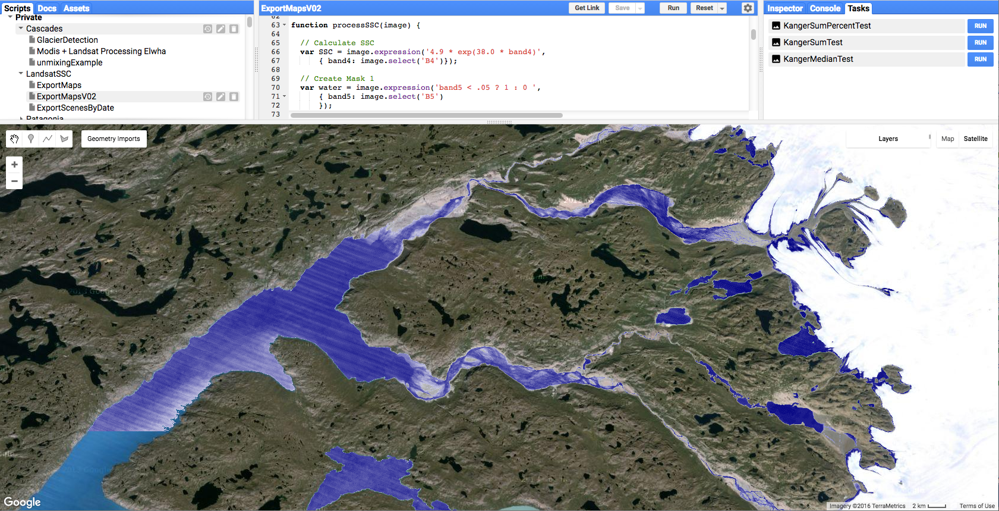 Scripts Docs Assets
Private
Cascades
GlacierDetection
Modis + Landsat Processing Elwha
unmixingExample
LandsatSSC
ExportMaps
ExportMapsV02
ExportScenesByDate
Patagonia
ExportMapsV02
Get Link Save Run Reset
62
63 function processSSC(image) {
64
65 // Calculate SSC
66 var SSC = image.expression('4.9 * exp(38.0 * band4)',
67 { band4: image.select('B4')});
68
69 // Create Mask 1
70 var water = image.expression('band5 < .05 ? 1 : 0 ',
71 { band5: image.select('B5')
72 });
73
Inspector Console Tasks
KangerSumPercentTest RUN
KangerSumTest RUN
KangerMedianTest RUN
Geometry Imports
+
−
Layers
Map Satellite
Google
Imagery ©2016 TerraMetrics 2 km Terms of Use